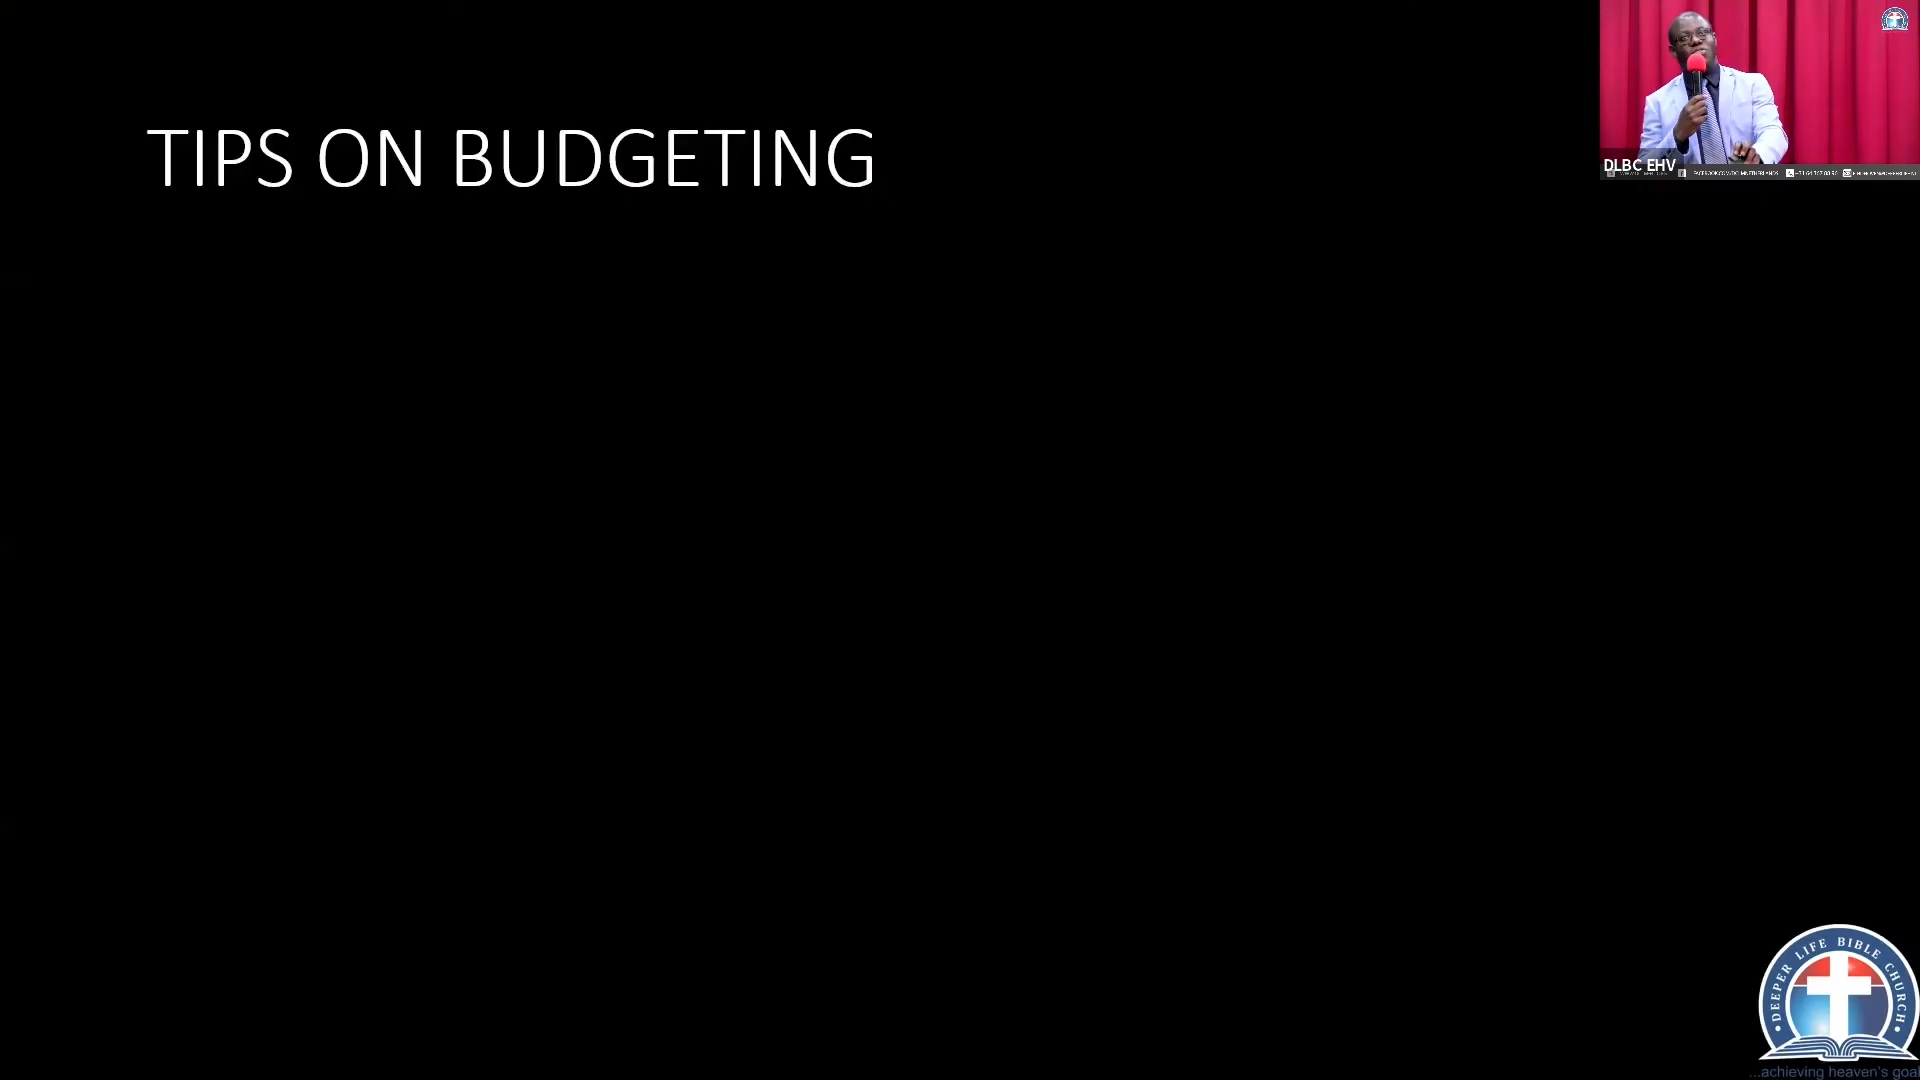 TIPS ON BUDGETING
DLBC EHV
DEEPER LIFE BIBLE CHURCH
...achieving heaven's goal